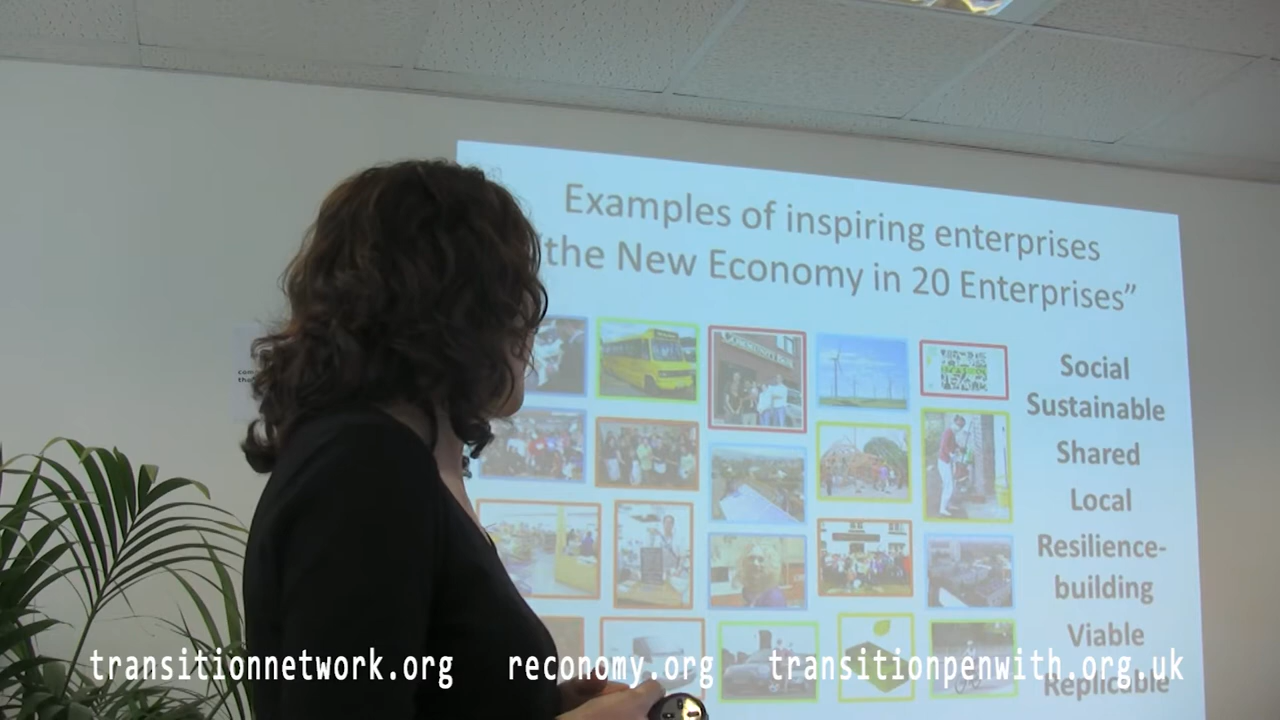 Examples of inspiring enterprises
the New Economy in 20 Enterprises”
Social
Sustainable
Shared
Local
Resilience-
building
Viable
Replicable
transitionnetwork.org reconomy.org transitionpenwith.org.uk